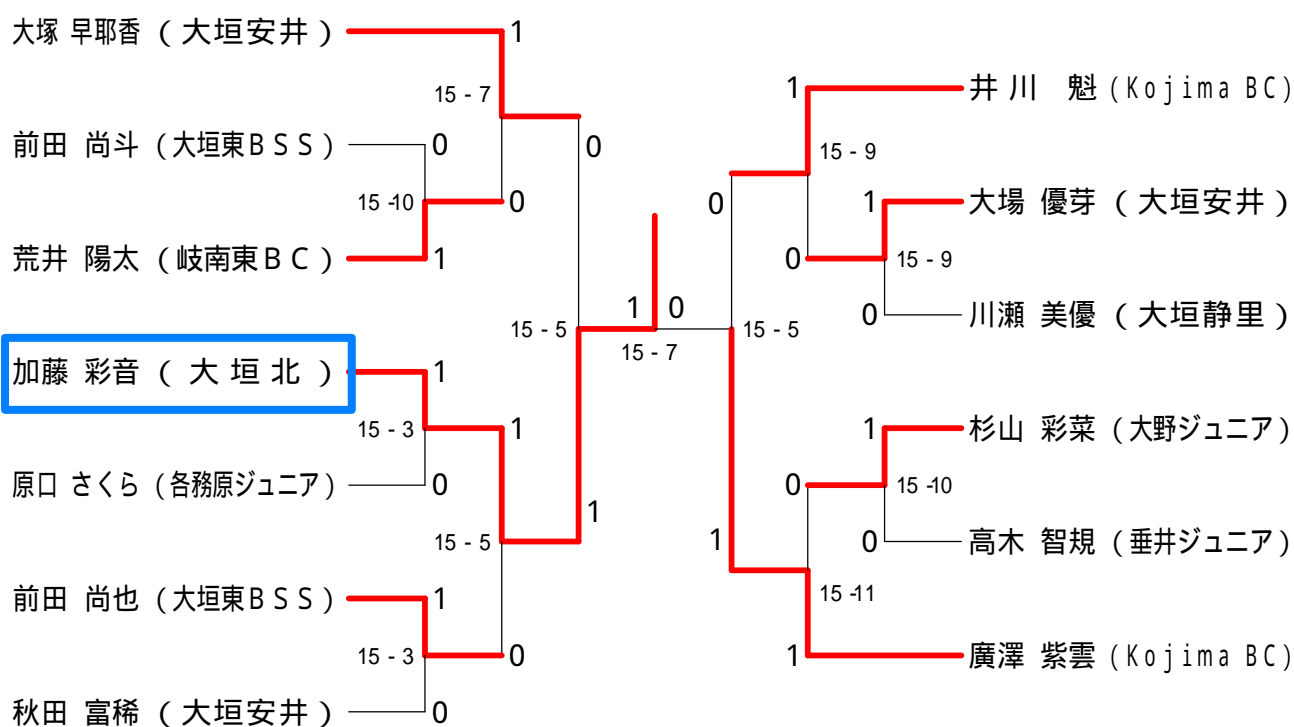 大塚 早耶香 ( 大垣安井 )
1
15 - 7
前田 尚斗 (大垣東ＢＳＳ)
0
0
15 -10
0
荒井 陽太 (岐南東ＢＣ)
1
15 - 5
加藤 彩音 ( 大 垣 北 )
1
15 - 3
1
原口 さくら (各務原ジュニア)
0
1
15 - 5
前田 尚也 (大垣東ＢＳＳ)
1
15 - 3
0
秋田 富稀 ( 大垣安井 )
0
1 0
15 - 7
1
井 川 魁 (Kojima BC)
15 - 9
0
1
大場 優芽 ( 大垣安井 )
0
15 - 9
0
川瀬 美優 ( 大垣静里 )
15 - 5
1
杉山 彩菜 (大野ジュニア)
0
15 -10
1
0
高木 智規 (垂井ジュニア)
15 -11
1
廣澤 紫雲 (Kojima BC)